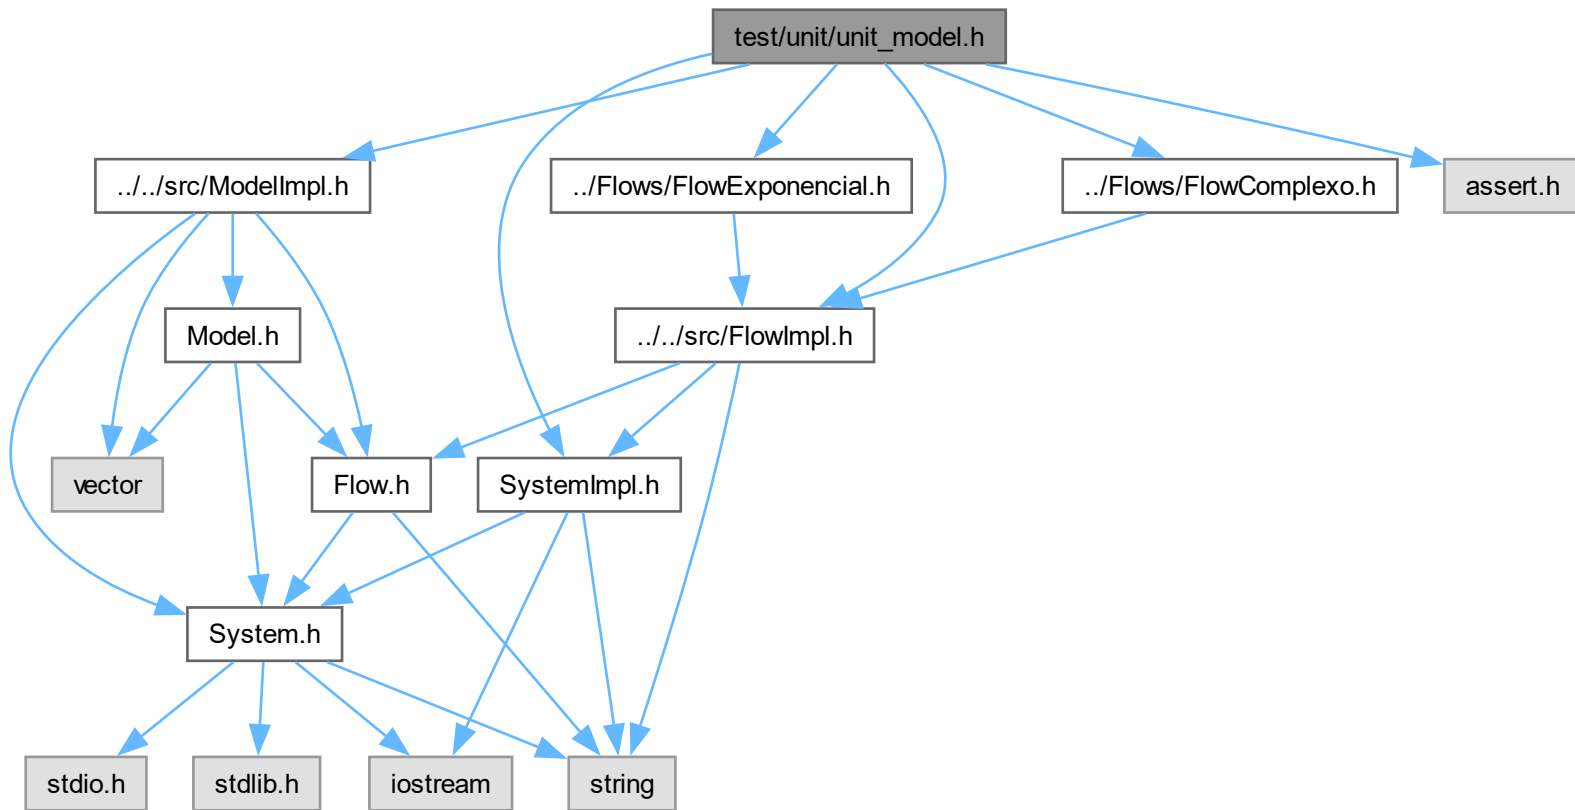 test/unit/unit_model.h
../../src/ModelImpl.h
../Flows/FlowExponencial.h
../Flows/FlowComplexo.h
assert.h
Model.h
../../src/FlowImpl.h
vector
Flow.h
SystemImpl.h
System.h
stdio.h
stdlib.h
iostream
string